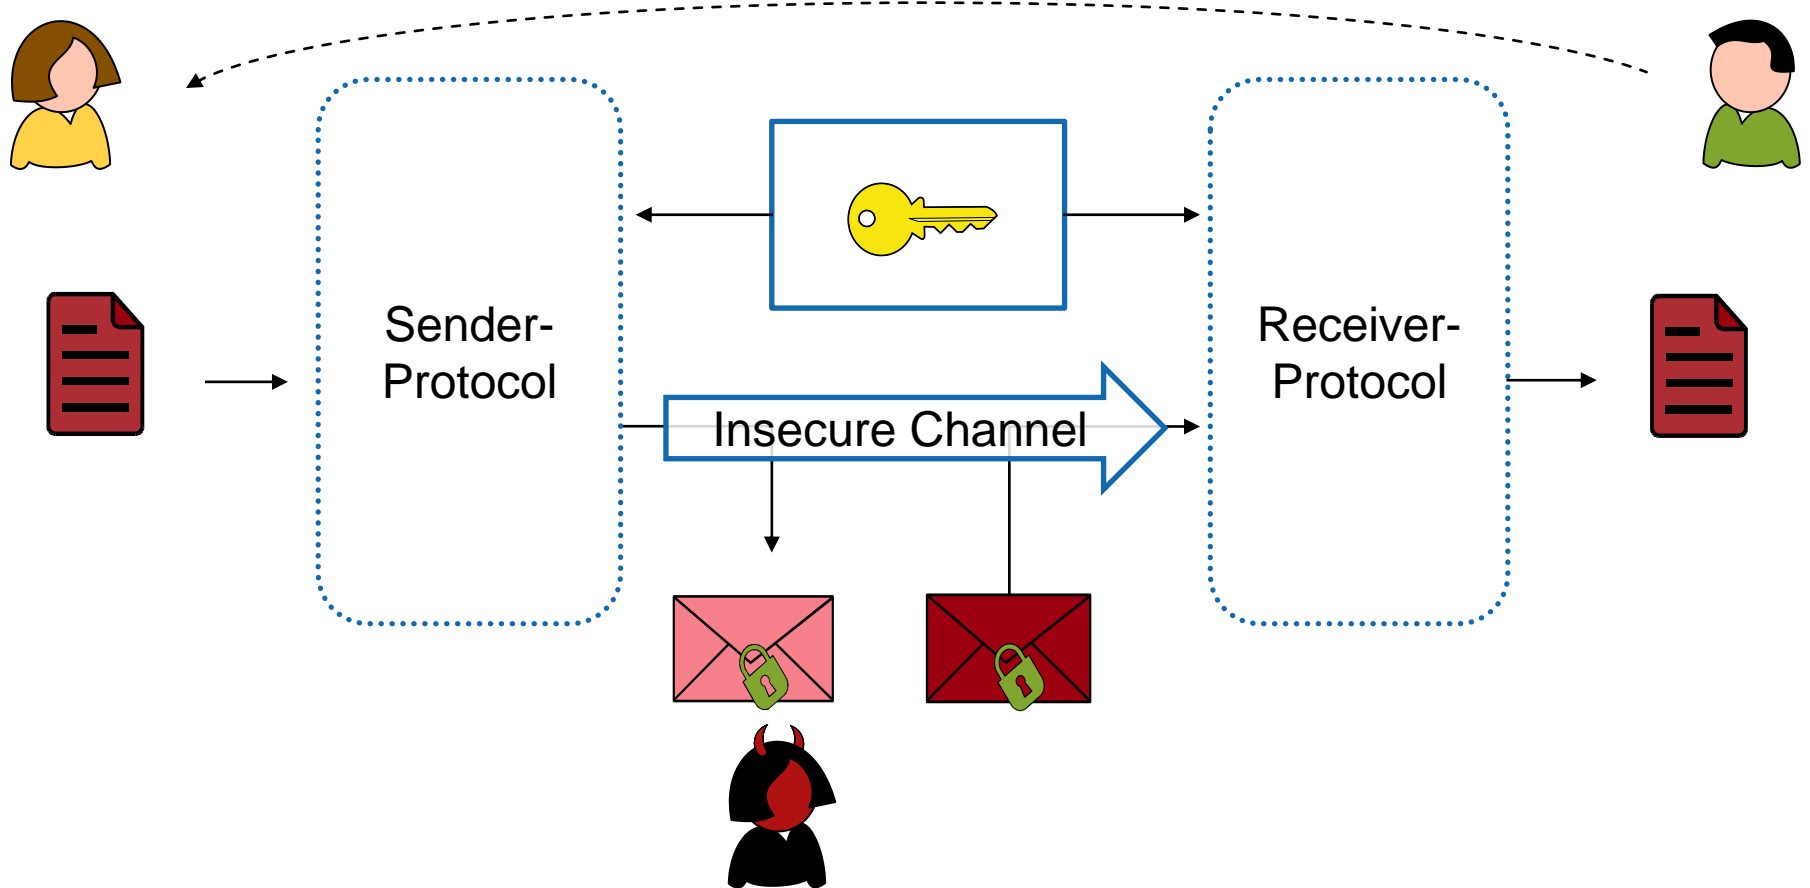 Sender-
Protocol
Receiver-
Protocol
Insecure Channel